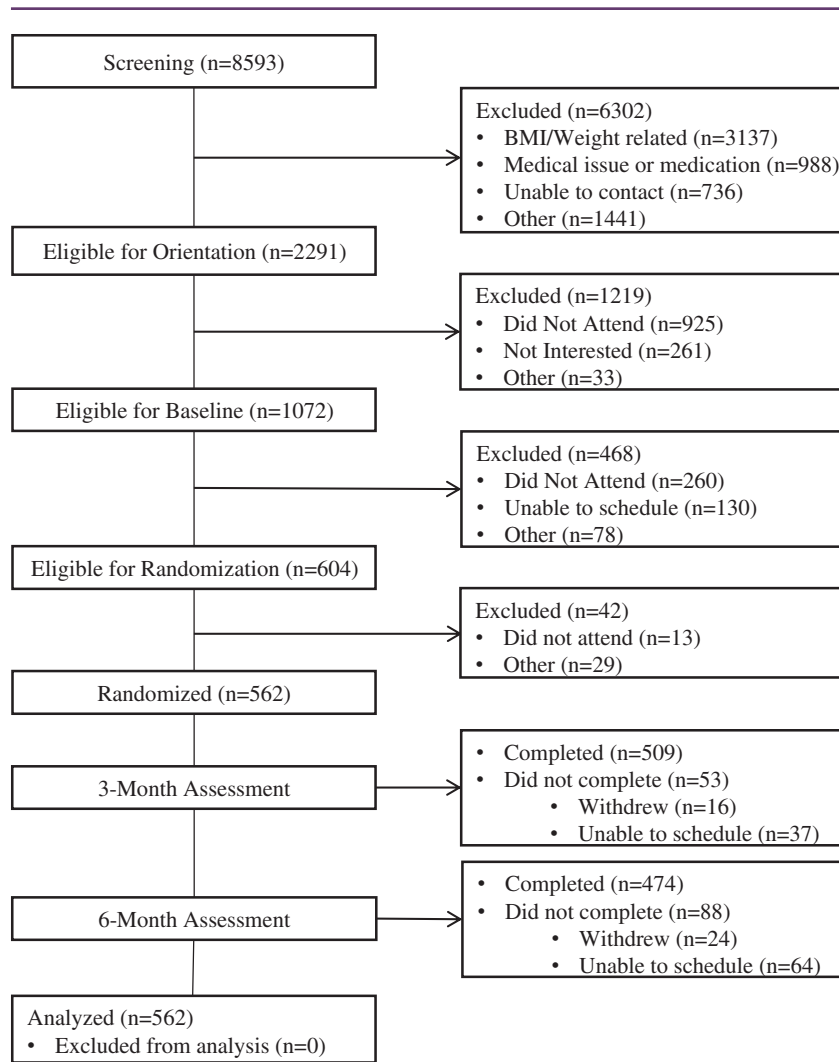 Screening (n=8593)
Excluded (n=6302)
• BMI/Weight related (n=3137)
• Medical issue or medication (n=988)
• Unable to contact (n=736)
• Other (n=1441)
Eligible for Orientation (n=2291)
Excluded (n=1219)
• Did Not Attend (n=925)
• Not Interested (n=261)
• Other (n=33)
Eligible for Baseline (n=1072)
Excluded (n=468)
• Did Not Attend (n=260)
• Unable to schedule (n=130)
• Other (n=78)
Eligible for Randomization (n=604)
Excluded (n=42)
• Did not attend (n=13)
• Other (n=29)
Randomized (n=562)
3-Month Assessment
• Completed (n=509)
• Did not complete (n=53)
• Withdrew (n=16)
• Unable to schedule (n=37)
6-Month Assessment
• Completed (n=474)
• Did not complete (n=88)
• Withdrew (n=24)
• Unable to schedule (n=64)
Analyzed (n=562)
• Excluded from analysis (n=0)